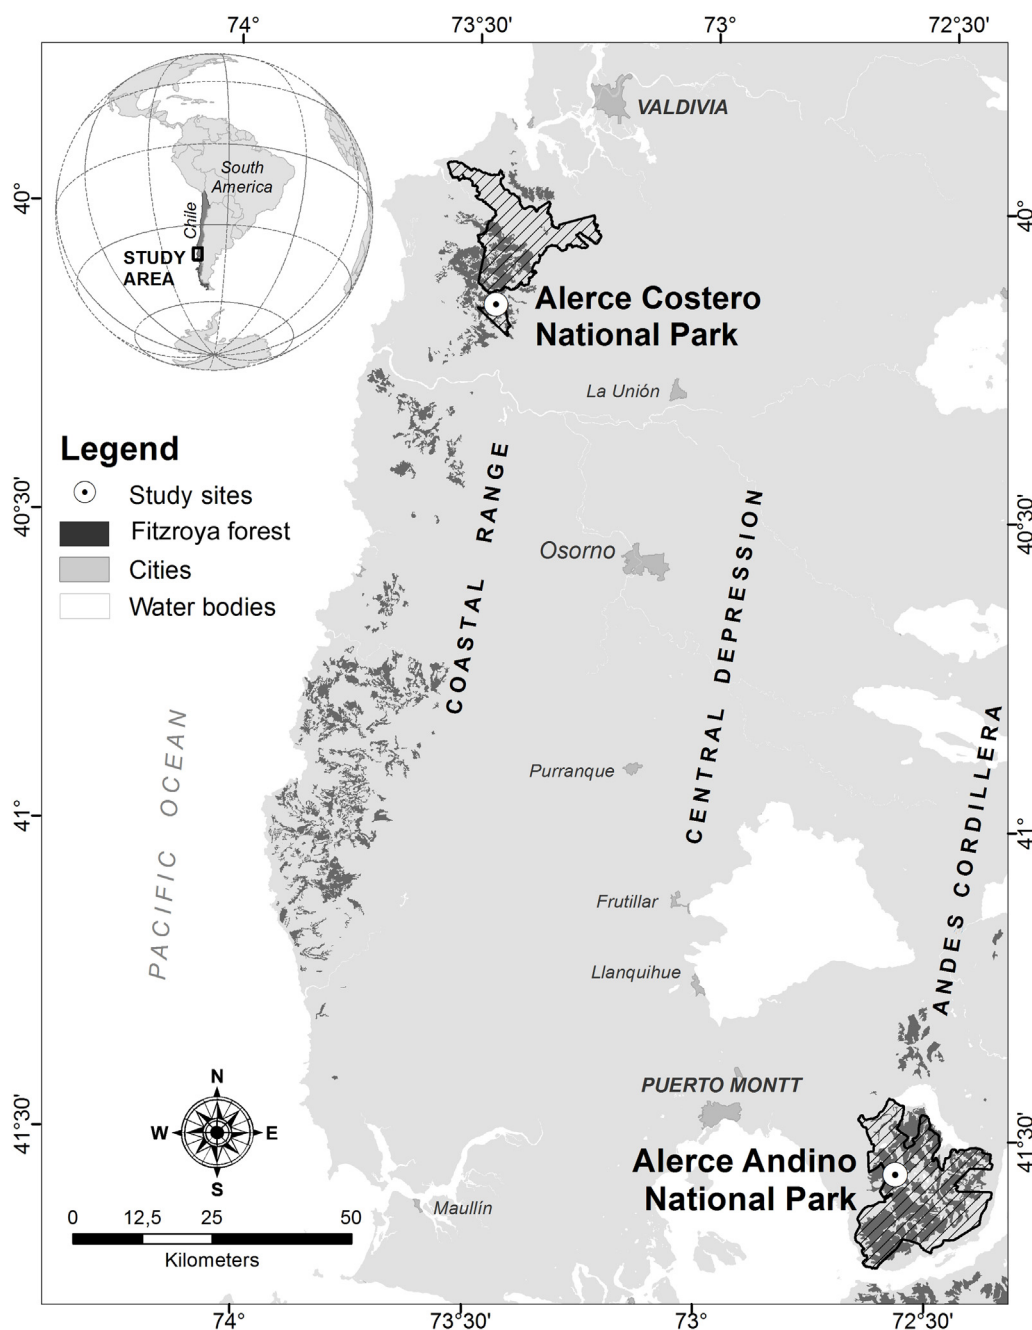 74°
73°30'
73°
72°30'
VALDIVIA
South
America
Chile
STUDY
AREA
40°
40°
Alerce Costero
National Park
La Unión
Legend
Study sites
Fitzroya forest
Cities
Water bodies
COASTAL RANGE
40°30'
40°30'
Osorno
CENTRAL DEPRESSION
PACIFIC OCEAN
Purranque
ANDES CORDILLERA
41°
41°
Frutillar
Llanquihue
PUERTO MONTT
41°30'
41°30'
N
W
E
S
Alerce Andino
National Park
Maullín
0 12,5 25 50
Kilometers
74°
73°30'
73°
72°30'